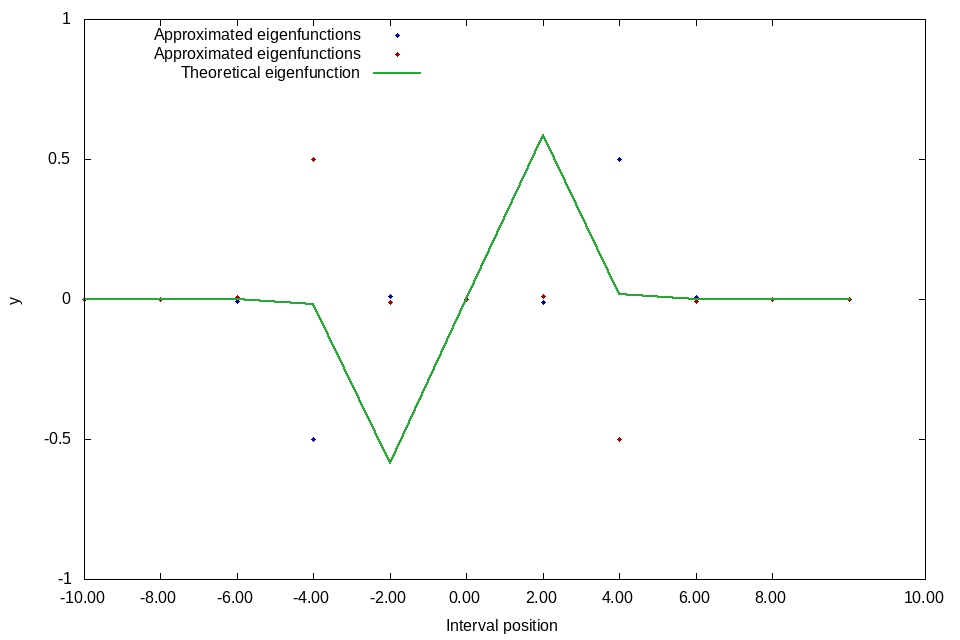 1
Approximated eigenfunctions
Approximated eigenfunctions
Theoretical eigenfunction
0.5
y
0
-0.5
-1
-10.00 -8.00 -6.00 -4.00 -2.00 0.00 2.00 4.00 6.00 8.00 10.00
Interval position